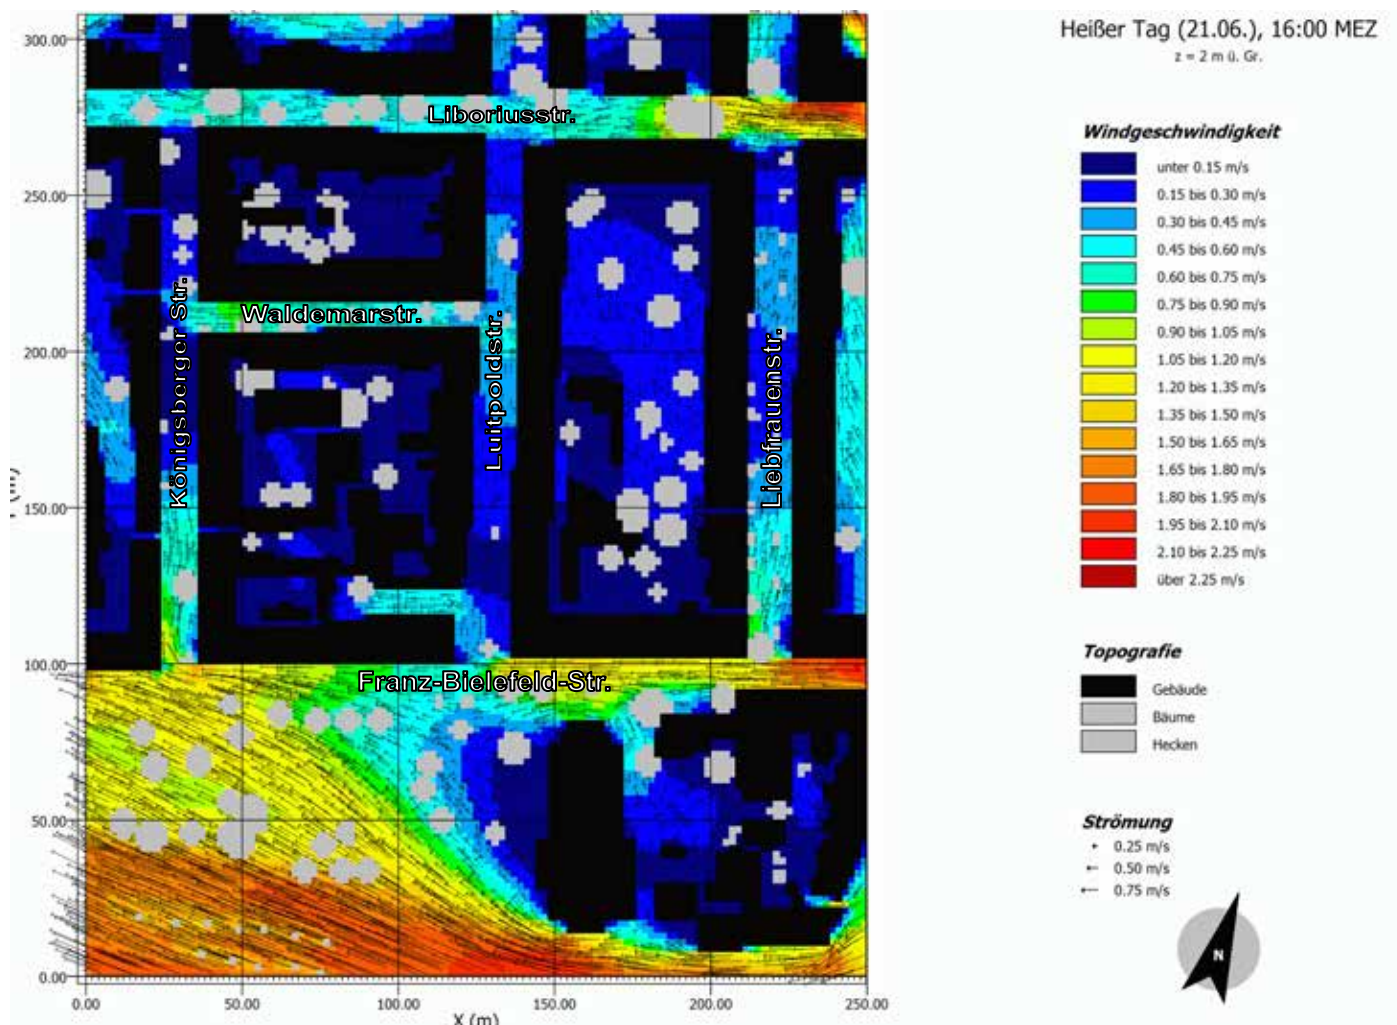 Heißer Tag (21.06.), 16:00 MEZ
z = 2 m ü. Gr.
Windgeschwindigkeit
unter 0.15 m/s
0.15 bis 0.30 m/s
0.30 bis 0.45 m/s
0.45 bis 0.60 m/s
0.60 bis 0.75 m/s
0.75 bis 0.90 m/s
0.90 bis 1.05 m/s
1.05 bis 1.20 m/s
1.20 bis 1.35 m/s
1.35 bis 1.50 m/s
1.50 bis 1.65 m/s
1.65 bis 1.80 m/s
1.80 bis 1.95 m/s
1.95 bis 2.10 m/s
2.10 bis 2.25 m/s
über 2.25 m/s
Topografie
Gebäude
Bäume
Hecken
Strömung
0.25 m/s
0.50 m/s
0.75 m/s
N
300.00
250.00
200.00
150.00
100.00
50.00
0.00
Liboriusstr.
Waldemarstr.
Königsberger Str.
Luitpoldstr.
Liebfrauenstr.
Franz-Bielefeld-Str.
0.00
50.00
100.00
150.00
200.00
250.00
X (m)